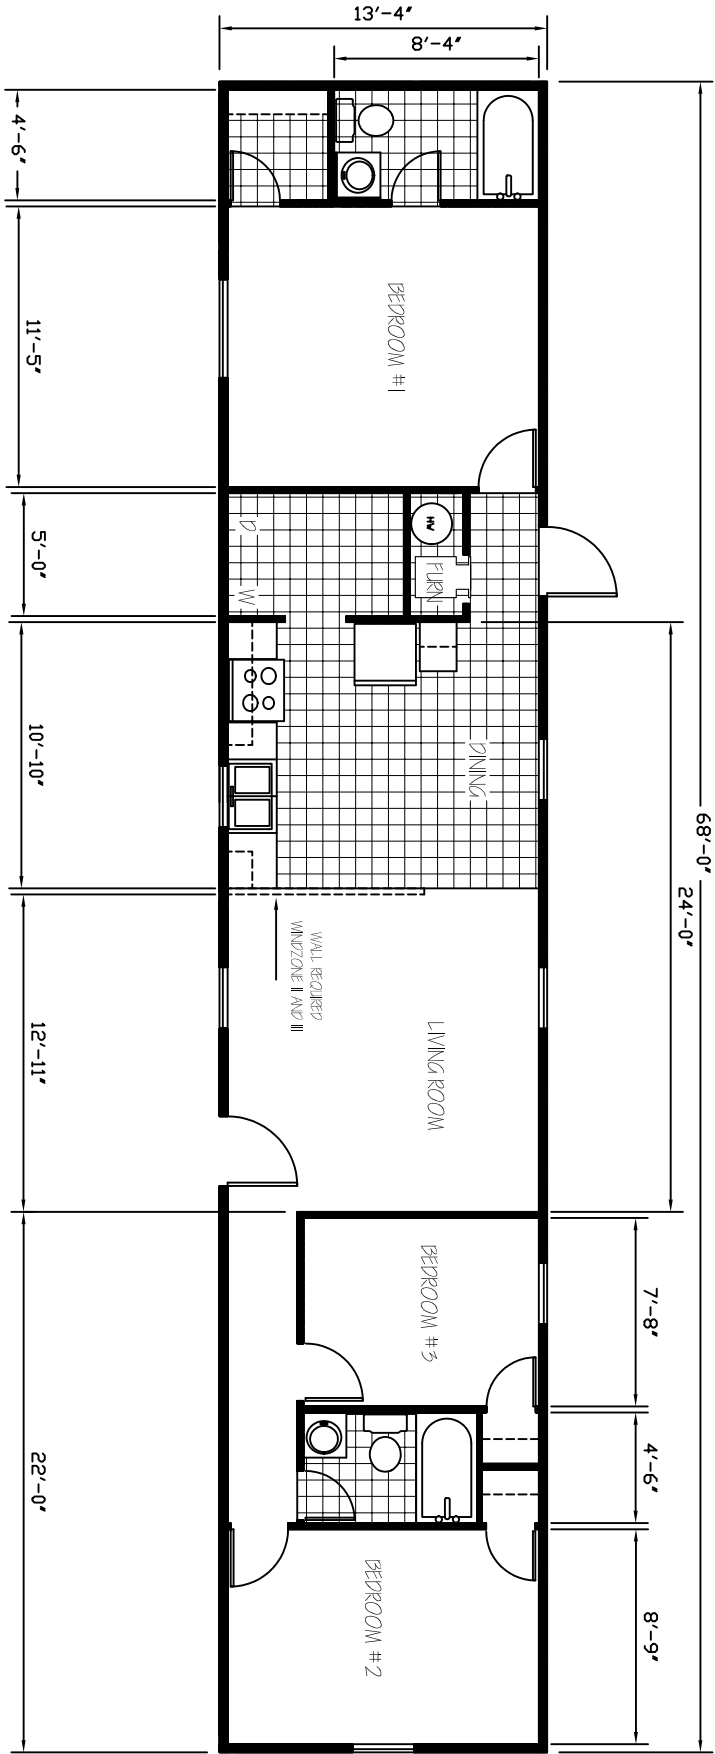 13'-4"
8'-4"
4'-6"
11'-5"
BEDROOM #1
5'-0"
D
W
HW
FURN
10'-10"
DINING
68'-0"
24'-0"
WALL REQUIRED
WINDZONE II AND III
12'-11"
LIVING ROOM
BEDROOM #3
7'-8"
4'-6"
22'-0"
BEDROOM #2
8'-9"